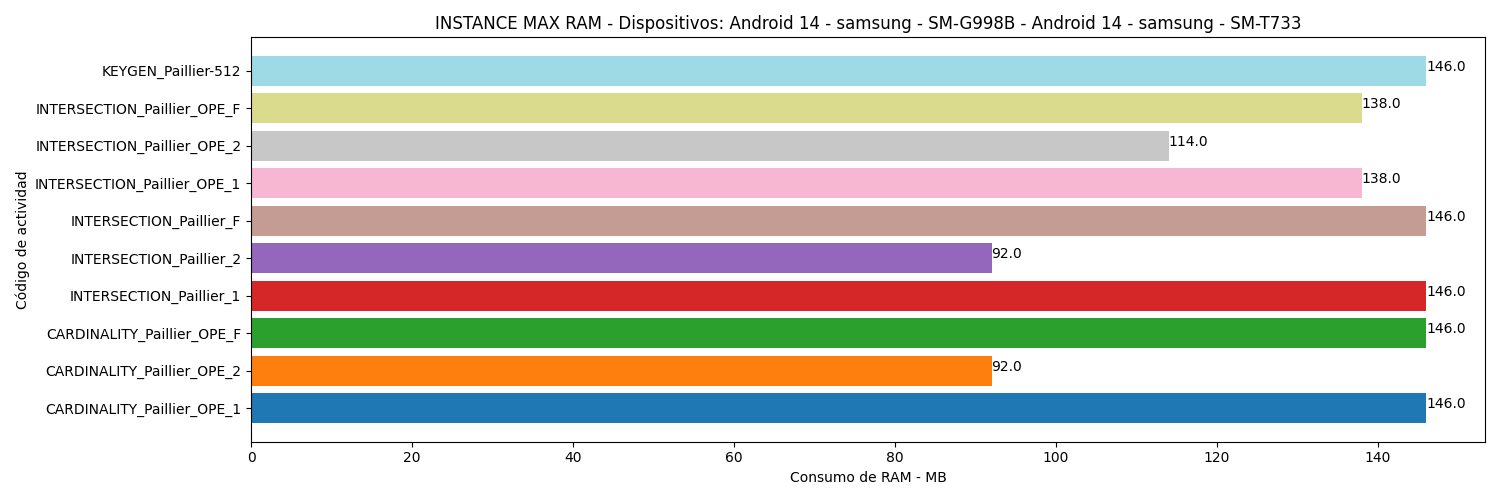 INSTANCE MAX RAM - Dispositivos: Android 14 - samsung - SM-G998B - Android 14 - samsung - SM-T733
Código de actividad
KEYGEN_Paillier-512 146.0
INTERSECTION_Paillier_OPE_F 138.0
INTERSECTION_Paillier_OPE_2 114.0
INTERSECTION_Paillier_OPE_1 138.0
INTERSECTION_Paillier_F 146.0
INTERSECTION_Paillier_2 92.0
INTERSECTION_Paillier_1 146.0
CARDINALITY_Paillier_OPE_F 146.0
CARDINALITY_Paillier_OPE_2 92.0
CARDINALITY_Paillier_OPE_1 146.0
0 20 40 60 80 100 120 140
Consumo de RAM - MB